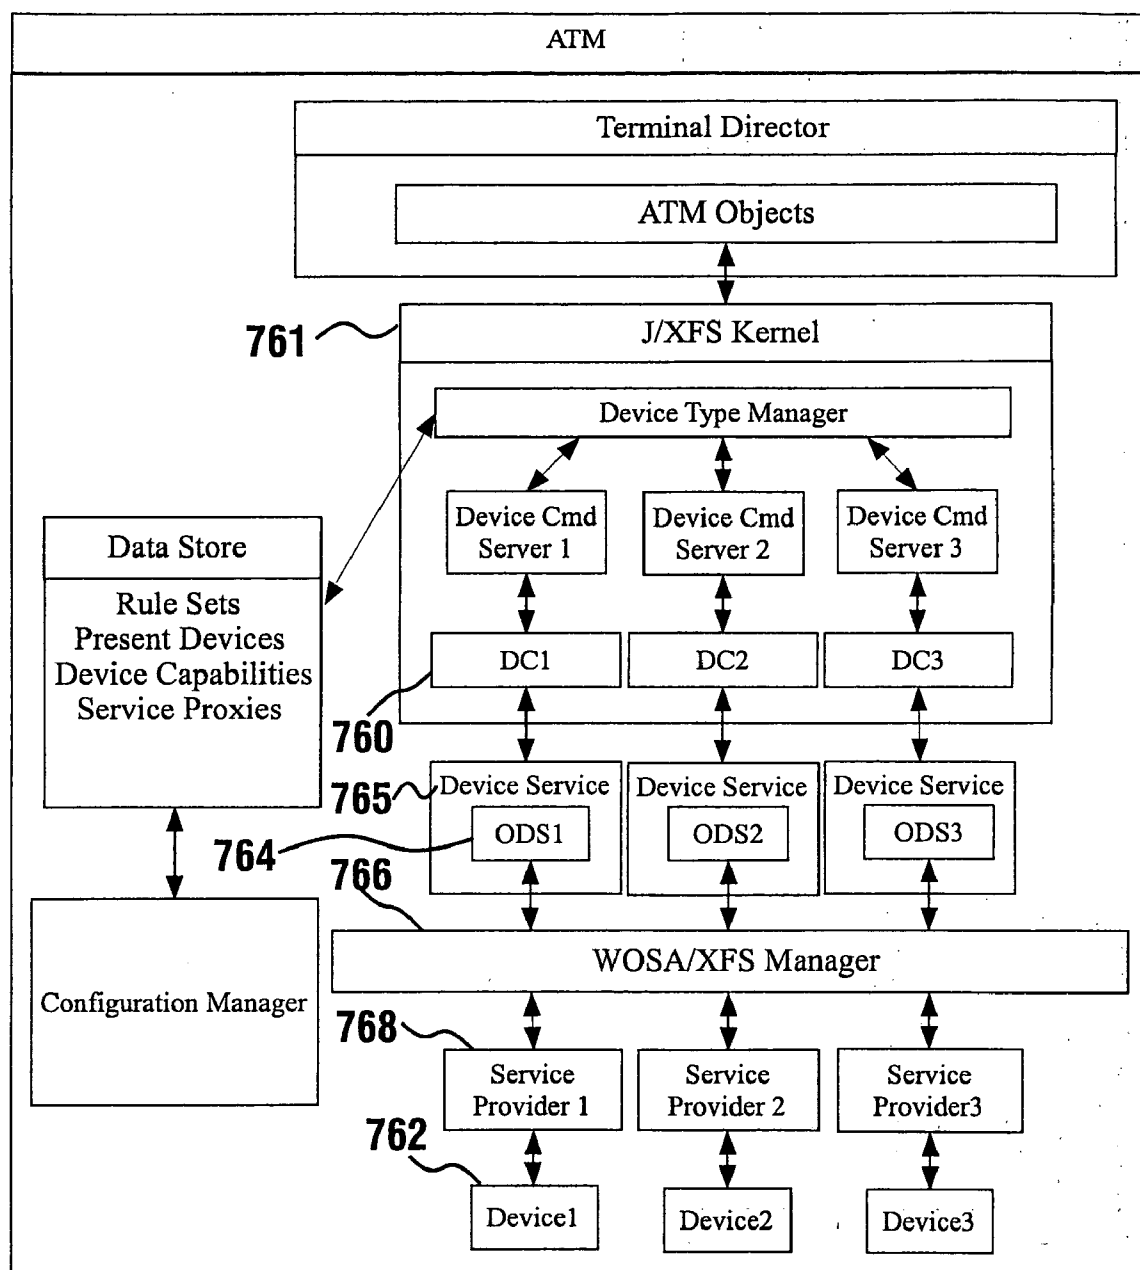 ATM
Terminal Director
ATM Objects
761
J/XFS Kernel
Device Type Manager
Device Cmd
Server 1
Device Cmd
Server 2
Device Cmd
Server 3
Data Store
Rule Sets
Present Devices
Device Capabilities
Service Proxies
DC1
DC2
DC3
760
765
Device Service
ODS1
Device Service
ODS2
Device Service
ODS3
764
766
WOSA/XFS Manager
Configuration Manager
768
Service
Provider 1
Service
Provider 2
Service
Provider3
762
Device1
Device2
Device3